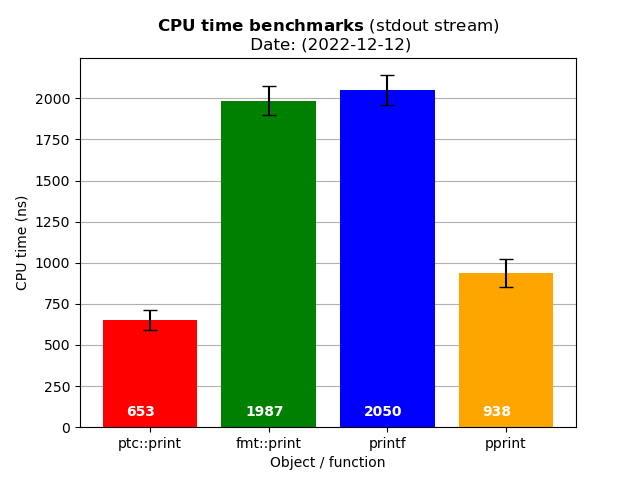 CPU time benchmarks (stdout stream)
Date: (2022-12-12)
CPU time (ns)
2000
1750
1500
1250
1000
750
500
250
0
653
1987
2050
938
ptc::print
fmt::print
printf
pprint
Object / function